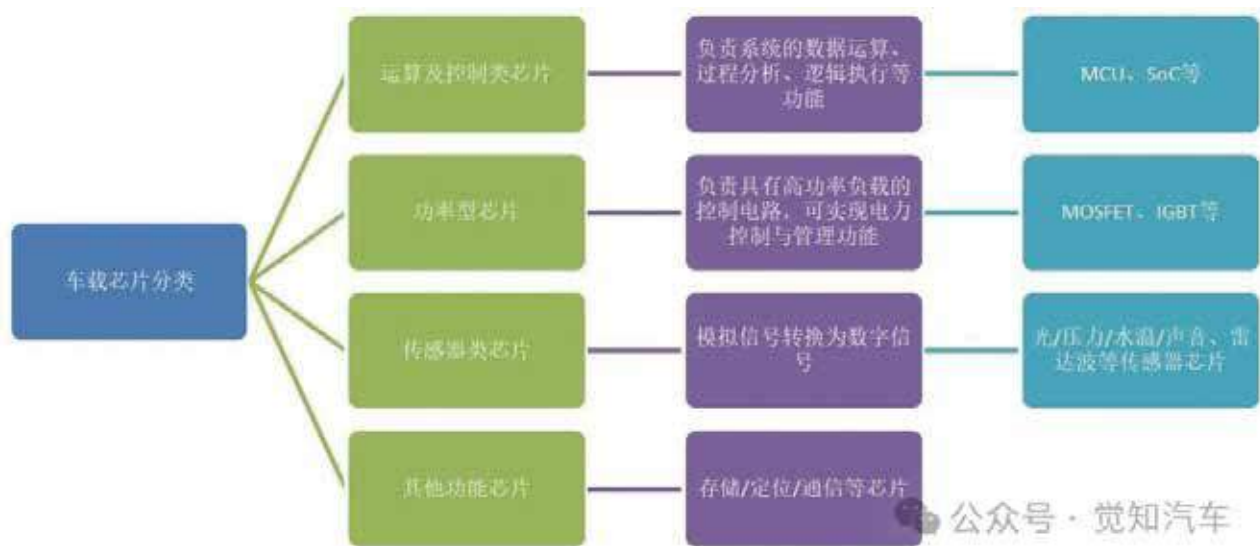 车载芯片分类
运算及控制类芯片
负责系统的数据运算、
过程分析、逻辑执行等
功能
MCU、SoC等
功率型芯片
负责具有高功率负载的
控制电路，可实现电力
控制与管理功能
MOSFET、IGBT等
传感器类芯片
模拟信号转换为数字信
号
光/压力/水温/声音、雷
达波等传感器芯片
其他功能芯片
存储/定位/通信等芯片
公众号 · 觉知汽车